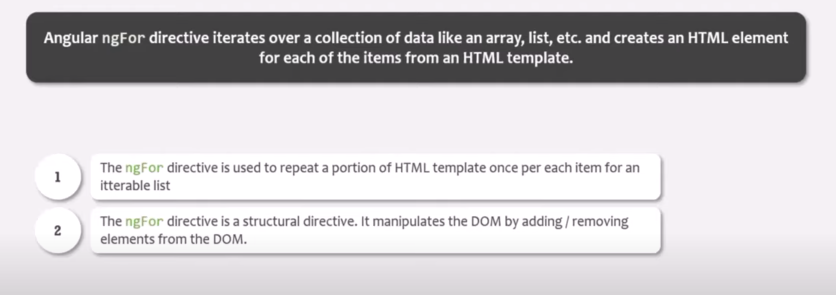 Angular ngFor directive iterates over a collection of data like an array, list, etc. and creates an HTML element
for each of the items from an HTML template.
1
The ngFor directive is used to repeat a portion of HTML template once per each item for an
itterable list
2
The ngFor directive is a structural directive. It manipulates the DOM by adding / removing
elements from the DOM.